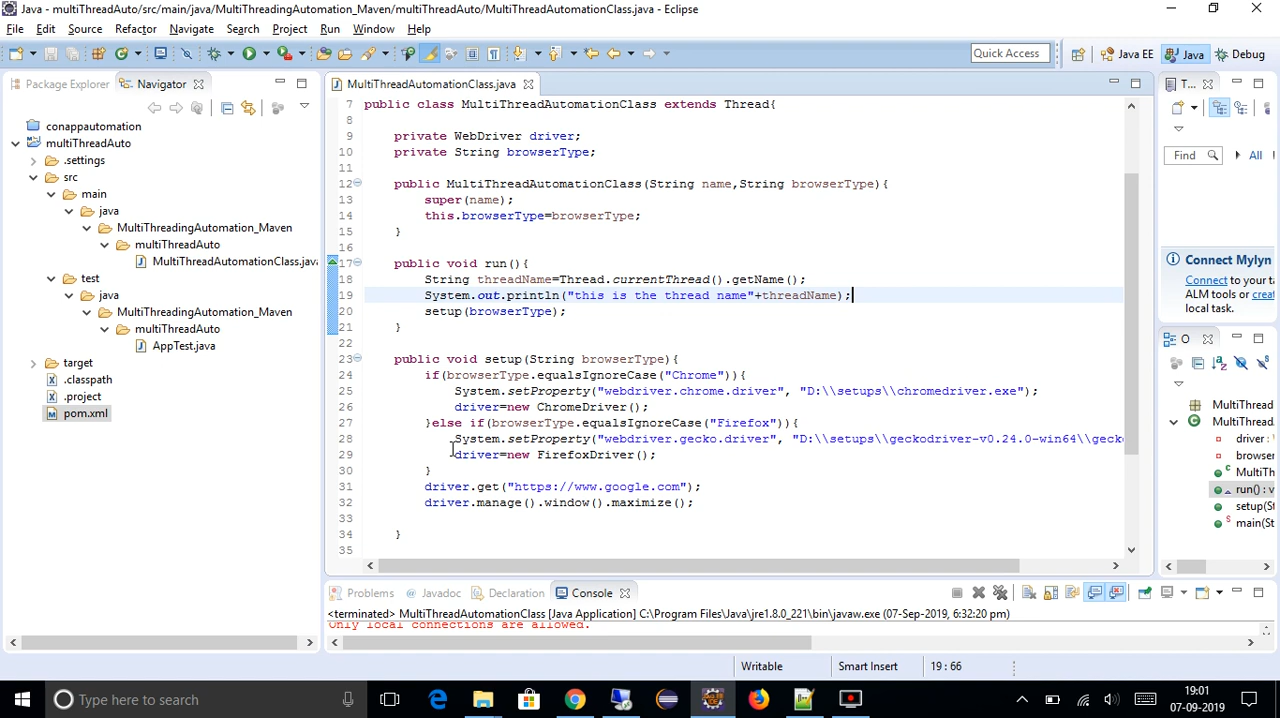 Java - multiThreadAuto/src/main/java/MultiThreadingAutomation_Maven/multiThreadAuto/MultiThreadAutomationClass.java - Eclipse
File Edit Source Refactor Navigate Search Project Run Window Help
Quick Access
Java EE
Java
Debug
Package Explorer
Navigator
MultiThreadAutomationClass.java
T...
conappautomation
multiThreadAuto
.settings
src
main
java
MultiThreadingAutomation_Maven
multiThreadAuto
MultiThreadAutomationClass.java
test
java
MultiThreadingAutomation_Maven
multiThreadAuto
AppTest.java
target
.classpath
.project
pom.xml
7 public class MultiThreadAutomationClass extends Thread{
8
9 private WebDriver driver;
10 private String browserType;
11
12 public MultiThreadAutomationClass(String name,String browserType){
13 super(name);
14 this.browserType=browserType;
15 }
16
17 public void run(){
18 String threadName=Thread.currentThread().getName();
19 System.out.println("this is the thread name"+threadName);
20 setup(browserType);
21 }
22
23 public void setup(String browserType){
24 if(browserType.equalsIgnoreCase("Chrome")){
25 System.setProperty("webdriver.chrome.driver", "D:\\setups\\chromedriver.exe");
26 driver=new ChromeDriver();
27 }else if(browserType.equalsIgnoreCase("Firefox")){
28 System.setProperty("webdriver.gecko.driver", "D:\\setups\\geckodriver-v0.24.0-win64\\gecko
29 driver=new FirefoxDriver();
30 }
31 driver.get("https://www.google.com");
32 driver.manage().window().maximize();
33
34 }
35
Find
All
Connect Mylyn
Connect to your
ALM tools or creat
local task.
O
MultiThread
MultiThread
driver :
browser
MultiTh
run() : v
setup(St
main(St
Problems
Javadoc
Declaration
Console
<terminated> MultiThreadAutomationClass [Java Application] C:\Program Files\Java\jre1.8.0_221\bin\javaw.exe (07-Sep-2019, 6:32:20 pm)
Only local connections are allowed.
Writable
Smart Insert
19 : 66
Type here to search
19:01
07-09-2019